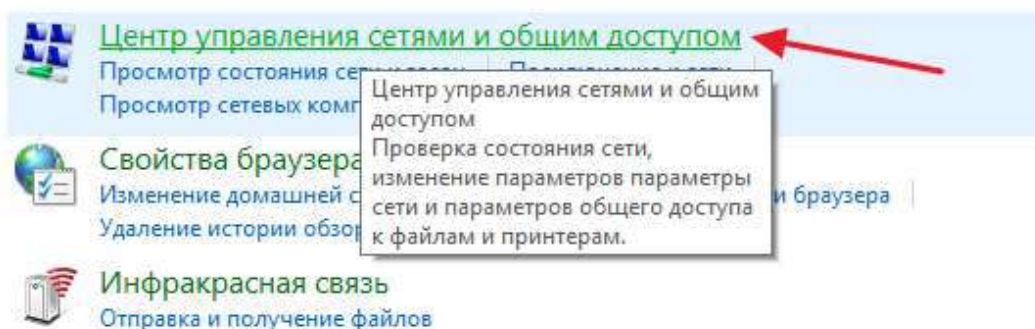 Центр управления сетями и общим доступом
Просмотр состояния
Просмотр сетевых
Центр управления сетями и общим
доступом
Проверка состояния сети,
изменение параметров параметры
сети и параметров общего доступа
к файлам и принтерам.
Свойства браузера
Изменение домашней и браузера
Удаление истории
Инфракрасная связь
Отправка и получение файлов